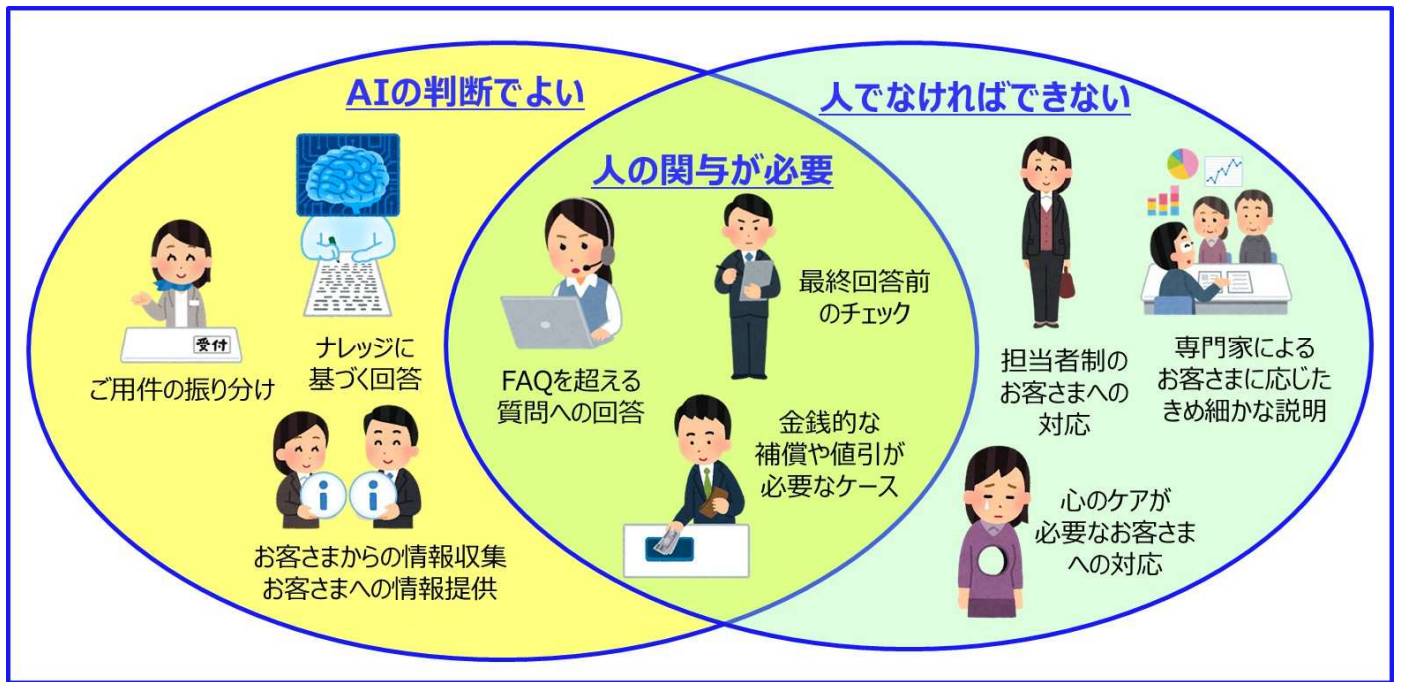 AIの判断でよい
人でなければできない
人の関与が必要
受付
ご用件の振り分け
ナレッジに
基づく回答
お客さまからの情報収集
お客さまへの情報提供
FAQを超える
質問への回答
最終回答前
のチェック
金銭的な
補償や値引が
必要なケース
担当者制の
お客さまへの
対応
専門家による
お客さまに応じた
きめ細かな説明
心のケアが
必要なお客さま
への対応